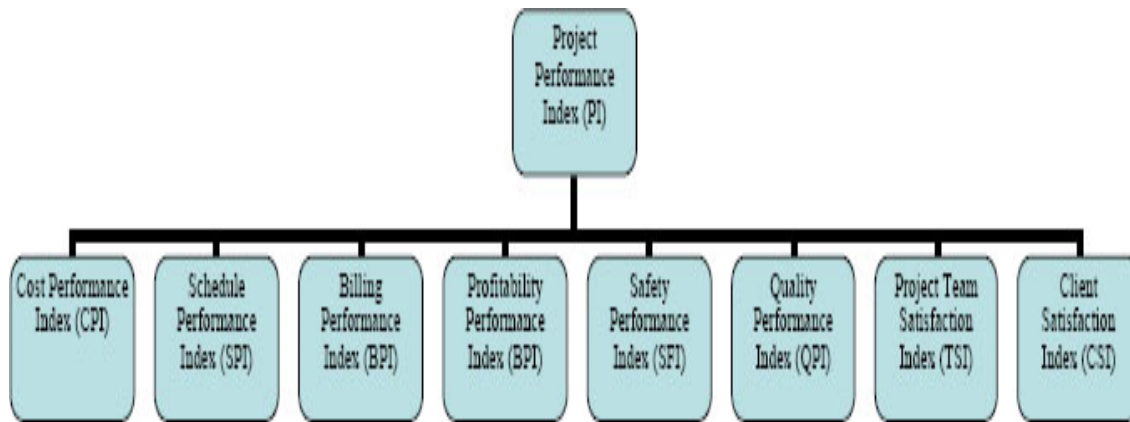 Project
Performance
Index (PI)
Cost Performance
Index (CPI)
Schedule
Performance
Index (SPI)
Billing
Performance
Index (BPI)
Profitability
Performance
Index (BPI)
Safety
Performance
Index (SFI)
Quality
Performance
Index (QPI)
Project Team
Satisfaction
Index (TSI)
Client
Satisfaction
Index (CSI)